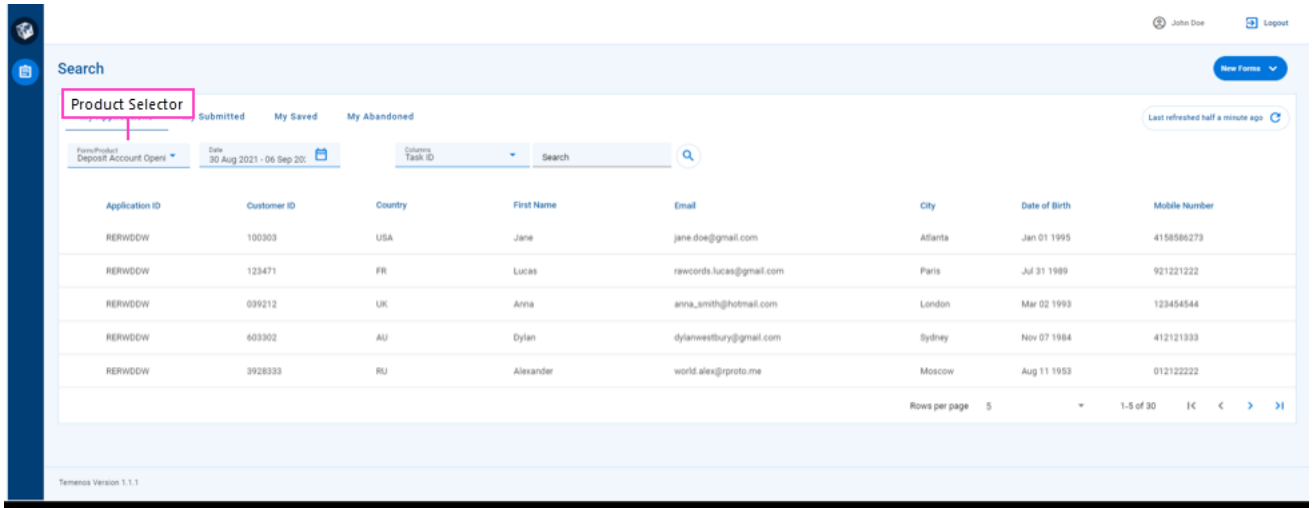 John Doe Logout
Search New Forms
Product Selector
Submitted My Saved My Abandoned Last refreshed half a minute ago
Form/Product Date Columns
Deposit Account Openi 30 Aug 2021 - 06 Sep 202 Task ID Search
Application ID Customer ID Country First Name Email City Date of Birth Mobile Number
RERWDDW 100303 USA Jane jane.doe@gmail.com Atlanta Jan 01 1995 4158586273
RERWDDW 123471 FR Lucas rawcords.lucas@gmail.com Paris Jul 31 1989 921221222
RERWDDW 039212 UK Anna anna_smith@hotmail.com London Mar 02 1993 123454544
RERWDDW 603302 AU Dylan dylanwestbury@gmail.com Sydney Nov 07 1984 412121333
RERWDDW 3928333 RU Alexander world.alex@rproto.me Moscow Aug 11 1953 012122222
Rows per page 5 1-5 of 30
Temenos Version 1.1.1